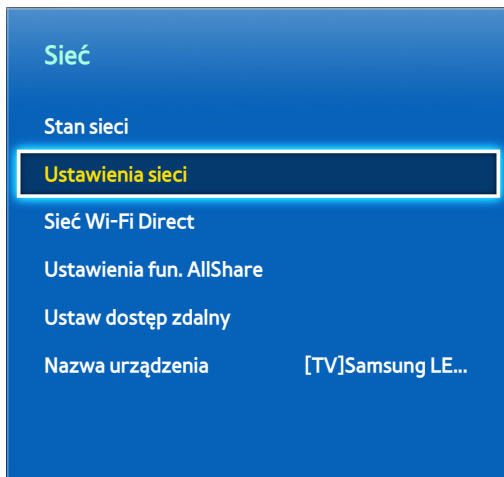 Sieć
Stan sieci
Ustawienia sieci
Sieć Wi-Fi Direct
Ustawienia fun. AllShare
Ustaw dostęp zdalny
Nazwa urządzenia [TV]Samsung LE...